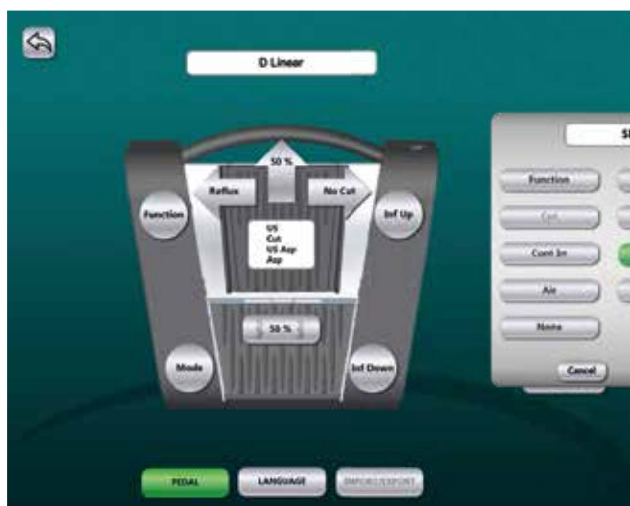 D Linear
50 %
Reflux
No Cut
Function
Inf Up
US
Cut
US Asp
Asp
50 %
Mode
Inf Down
PEDAL
LANGUAGE
IMPORT/EXPORT
Function
Cut
Cont Irr
Air
None
Cancel